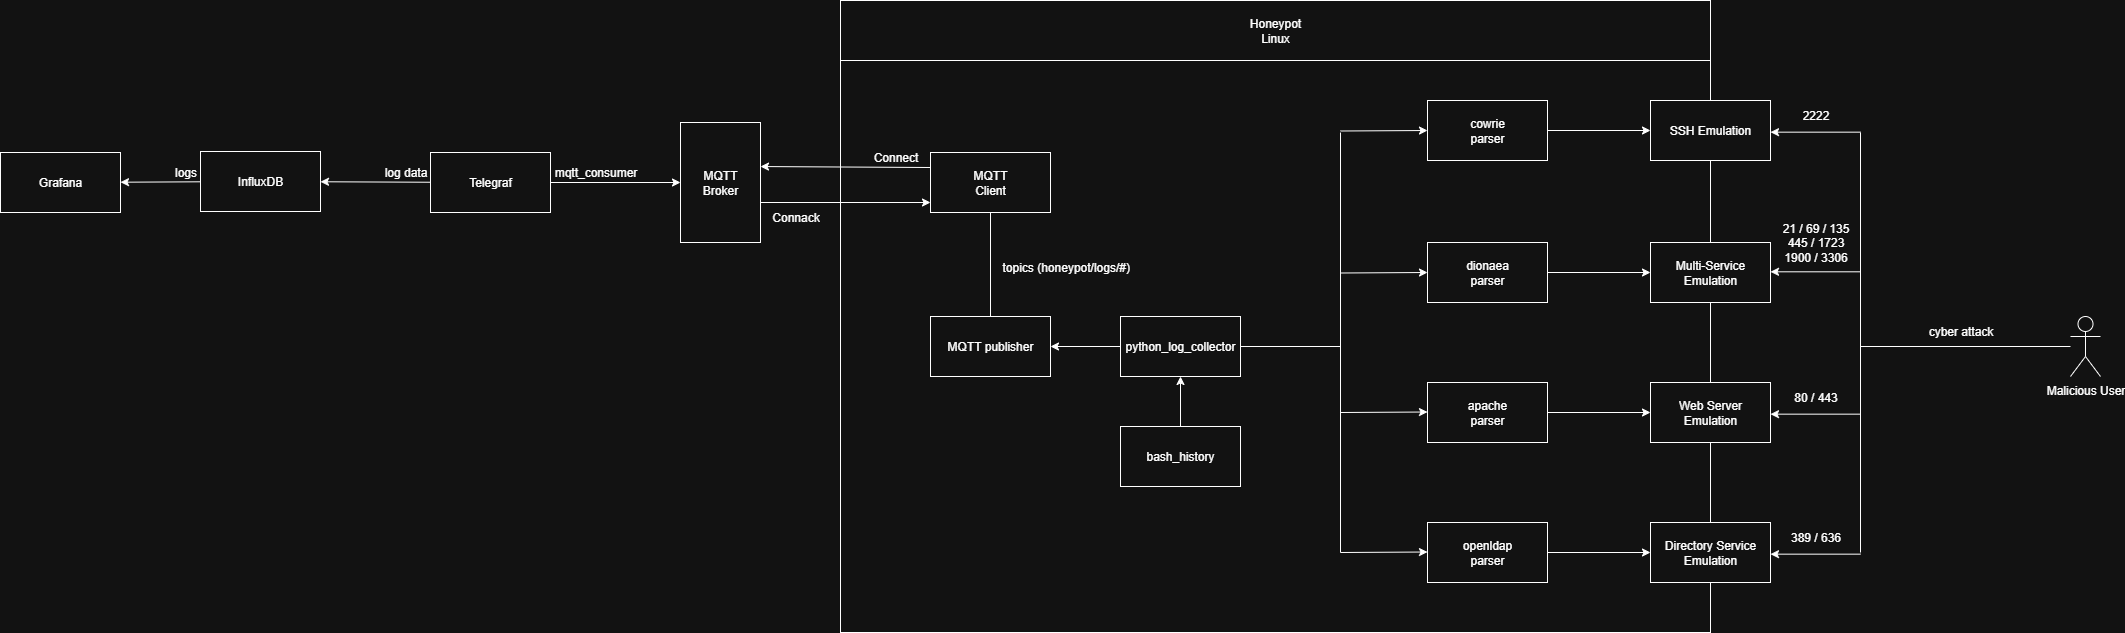 Honeypot
Linux
Grafana
logs
InfluxDB
log data
Telegraf
mqtt_consumer
MQTT
Broker
Connect
Connack
MQTT
Client
topics (honeypot/logs/#)
MQTT publisher
python_log_collector
bash_history
cowrie
parser
SSH Emulation
2222
dionaea
parser
Multi-Service
Emulation
21 / 69 / 135
445 / 1723
1900 / 3306
apache
parser
Web Server
Emulation
80 / 443
openldap
parser
Directory Service
Emulation
389 / 636
cyber attack
Malicious User